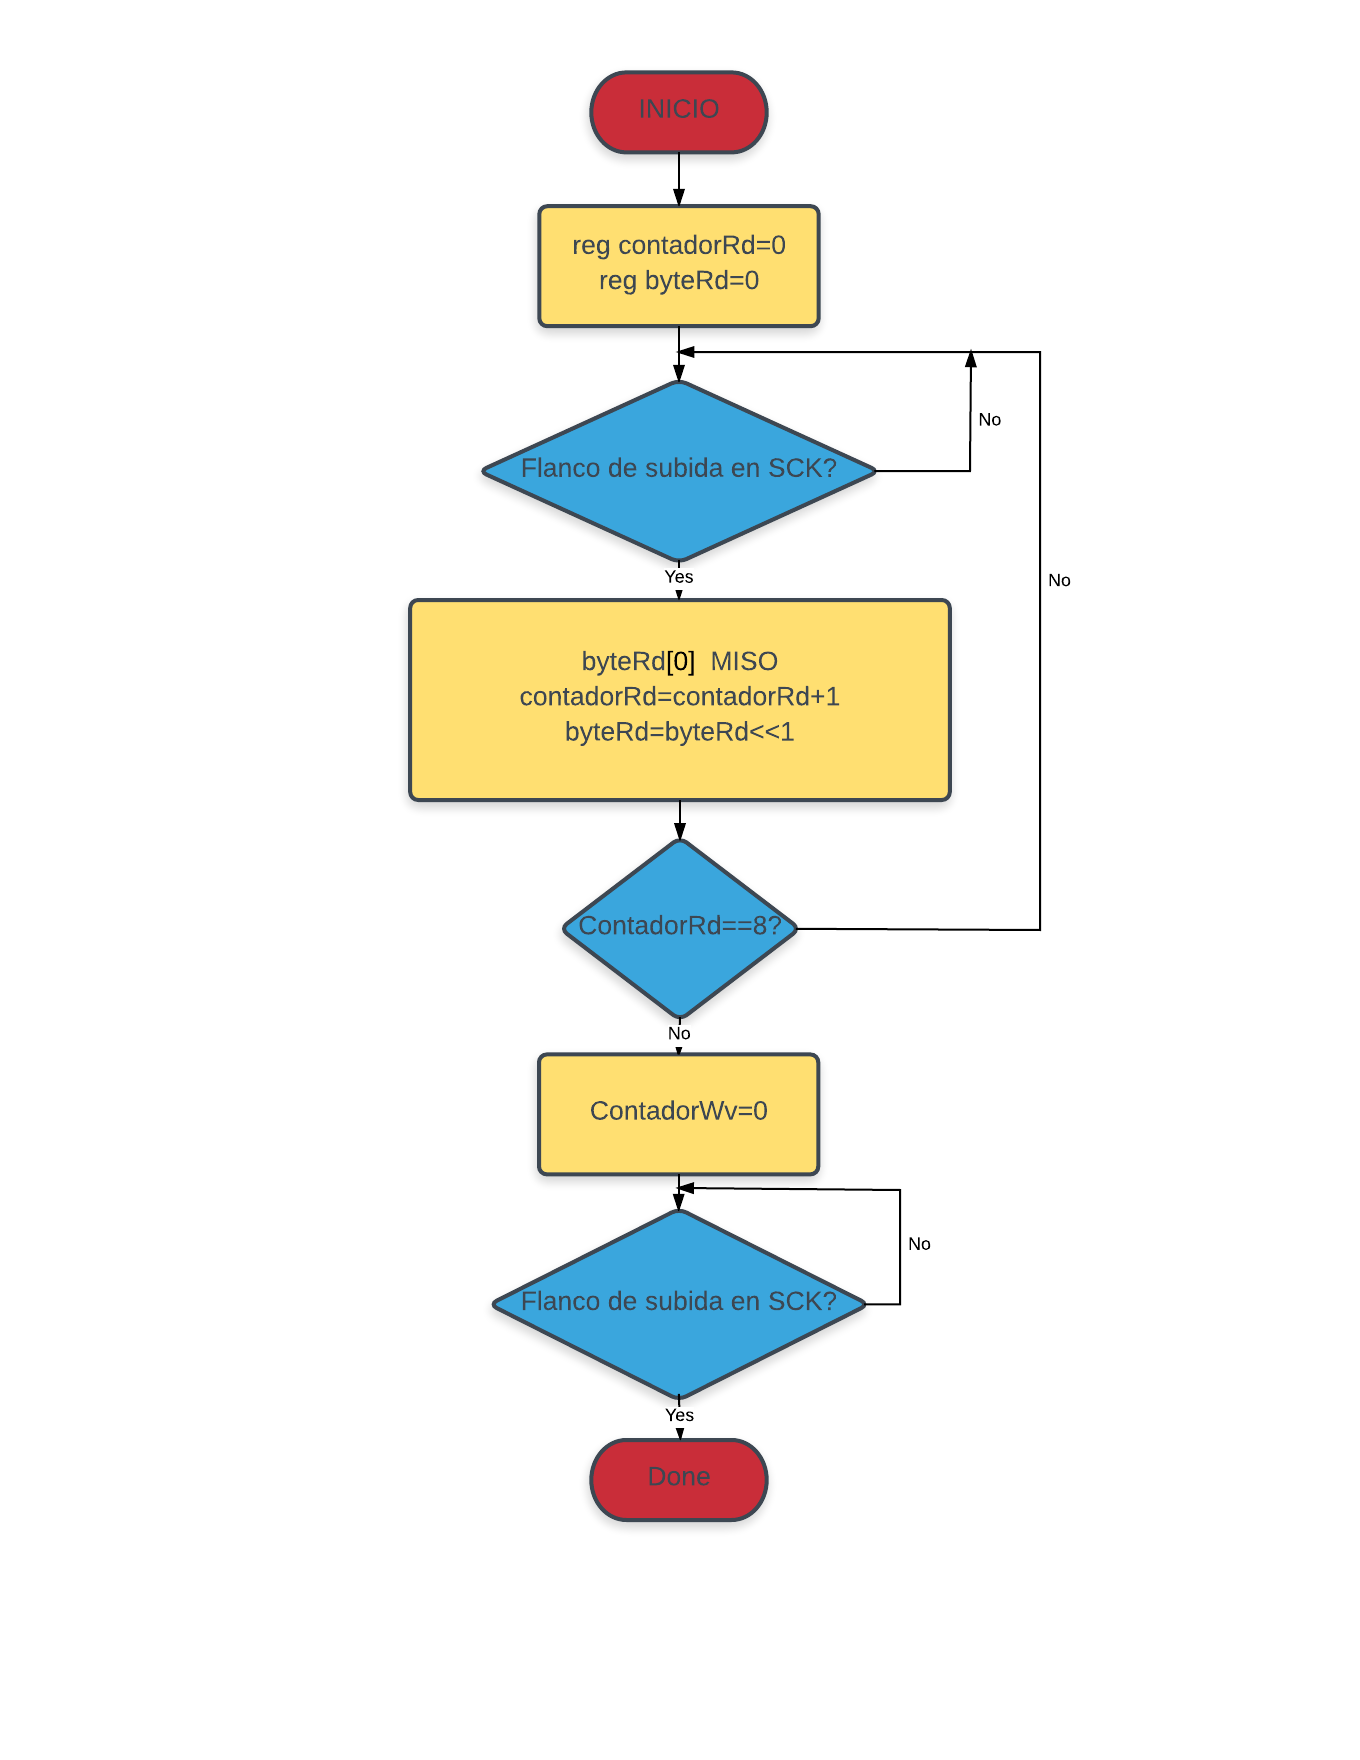 INICIO
reg contadorRd=0
reg byteRd=0
Flanco de subida en SCK?
No
Yes
No
byteRd[0]  MISO
contadorRd=contadorRd+1
byteRd=byteRd<<1
ContadorRd==8?
No
ContadorWv=0
No
Flanco de subida en SCK?
Yes
Done